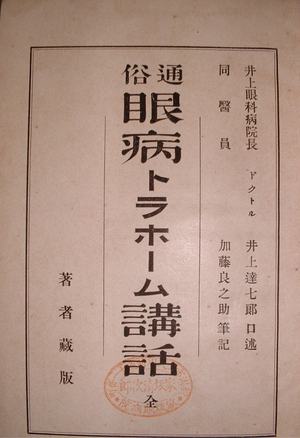 井上眼科病院長 ドクトル 井上達七郎口述
同醫員 加藤良之助筆記
通俗
眼病トラホーム講話 全
著者藏版